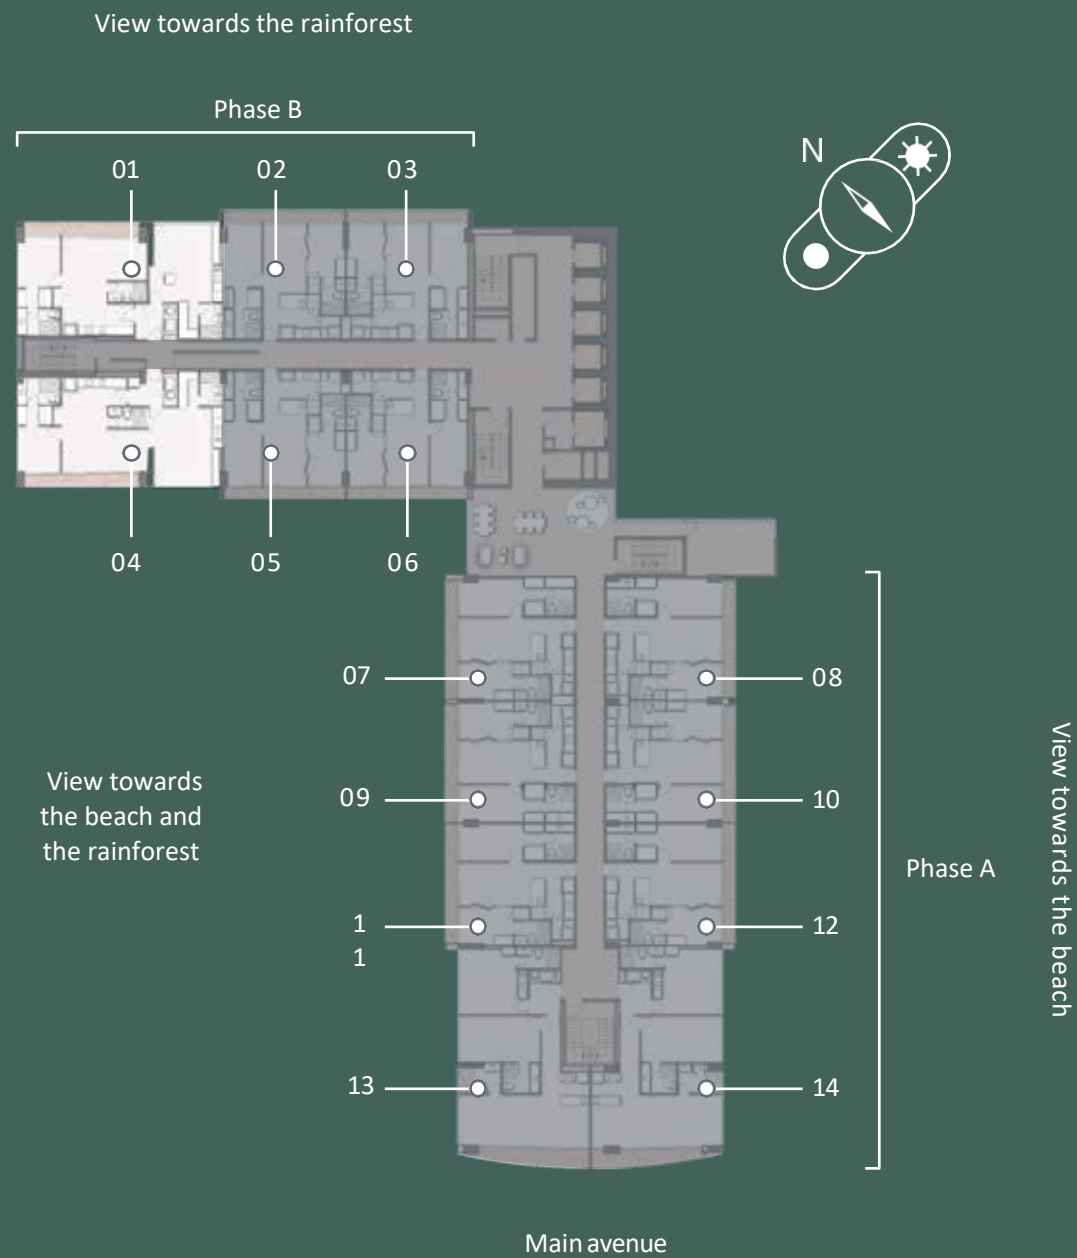 View towards the rainforest
Phase B
N
01
02
03
04
05
06
07
08
View towards
the beach and
the rainforest
09
10
Phase A
View towards the beach
1
1
12
13
14
Main avenue